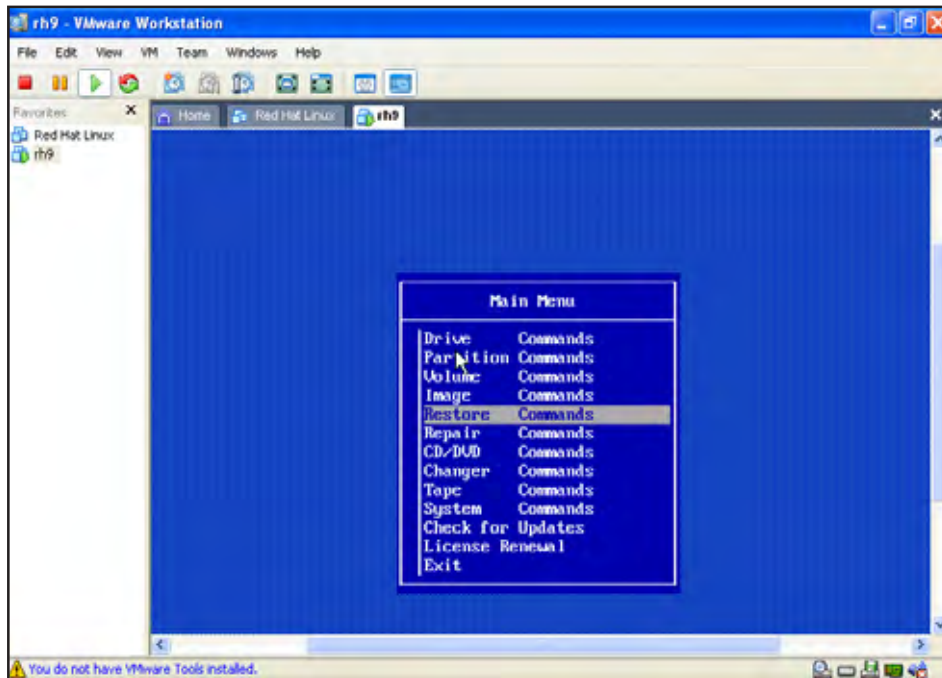 rh9 - VMware Workstation
File Edit View VM Team Windows Help
Favorites
Home Red Hat Linux rh9
Red Hat Linux
rh9
Main Menu
Drive Commands
Partition Commands
Volume Commands
Image Commands
Restore Commands
Repair Commands
CD/DVD Commands
Changer Commands
Tape Commands
System Commands
Check for Updates
License Renewal
Exit
You do not have VMware Tools installed.